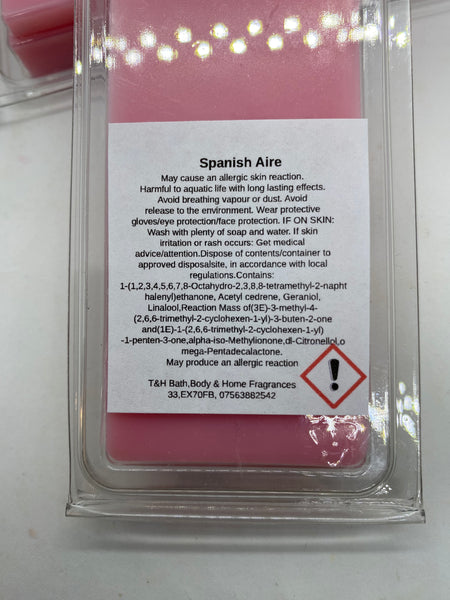 Spanish Aire
May cause an allergic skin reaction.
Harmful to aquatic life with long lasting effects.
Avoid breathing vapour or dust. Avoid
release to the environment. Wear protective
gloves/eye protection/face protection. IF ON SKIN:
Wash with plenty of soap and water. If skin
irritation or rash occurs: Get medical
advice/attention.Dispose of contents/container to
approved disposalsite, in accordance with local
regulations.Contains:
1-(1,2,3,4,5,6,7,8-Octahydro-2,3,8,8-tetramethyl-2-napht
halenyl)ethanone, Acetyl cedrene, Geraniol,
Linalool,Reaction Mass of(3E)-3-methyl-4-
(2,6,6-trimethyl-2-cyclohexen-1-yl)-3-buten-2-one
and(1E)-1-(2,6,6-trimethyl-2-cyclohexen-1-yl)
-1-penten-3-one,alpha-iso-Methylionone,dl-Citronellol,o
mega-Pentadecalactone.
May produce an allergic reaction
T&H Bath,Body & Home Fragrances
33,EX70FB, 07563882542